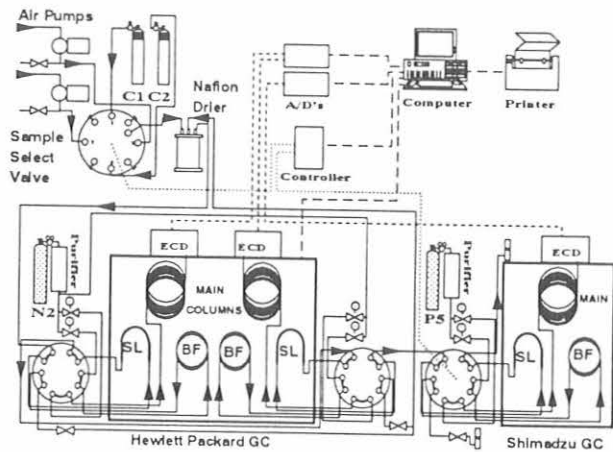 Air Pumps
C1 C2
Nafion
Drier
A/D's
Computer
Printer
Sample
Select
Valve
Controller
ECD
ECD
ECD
Purifier
N2
MAIN
COLUMNS
SL
BF
BF
SL
Purifier
P5
MAIN
SL
BF
Hewlett Packard GC
Shimadzu GC